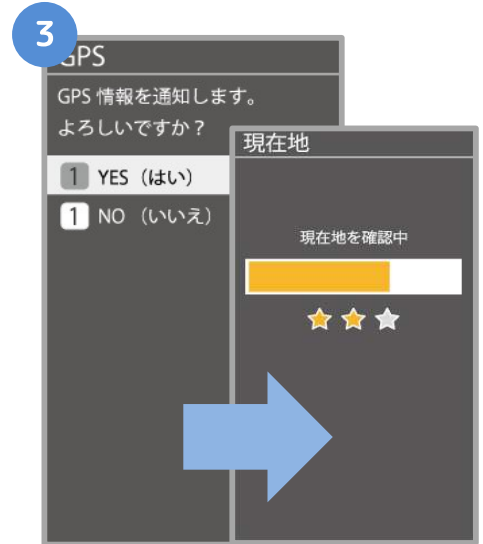 3
GPS
GPS 情報を通知します。
よろしいですか？
1 YES（はい）
1 NO（いいえ）
現在地
現在地を確認中